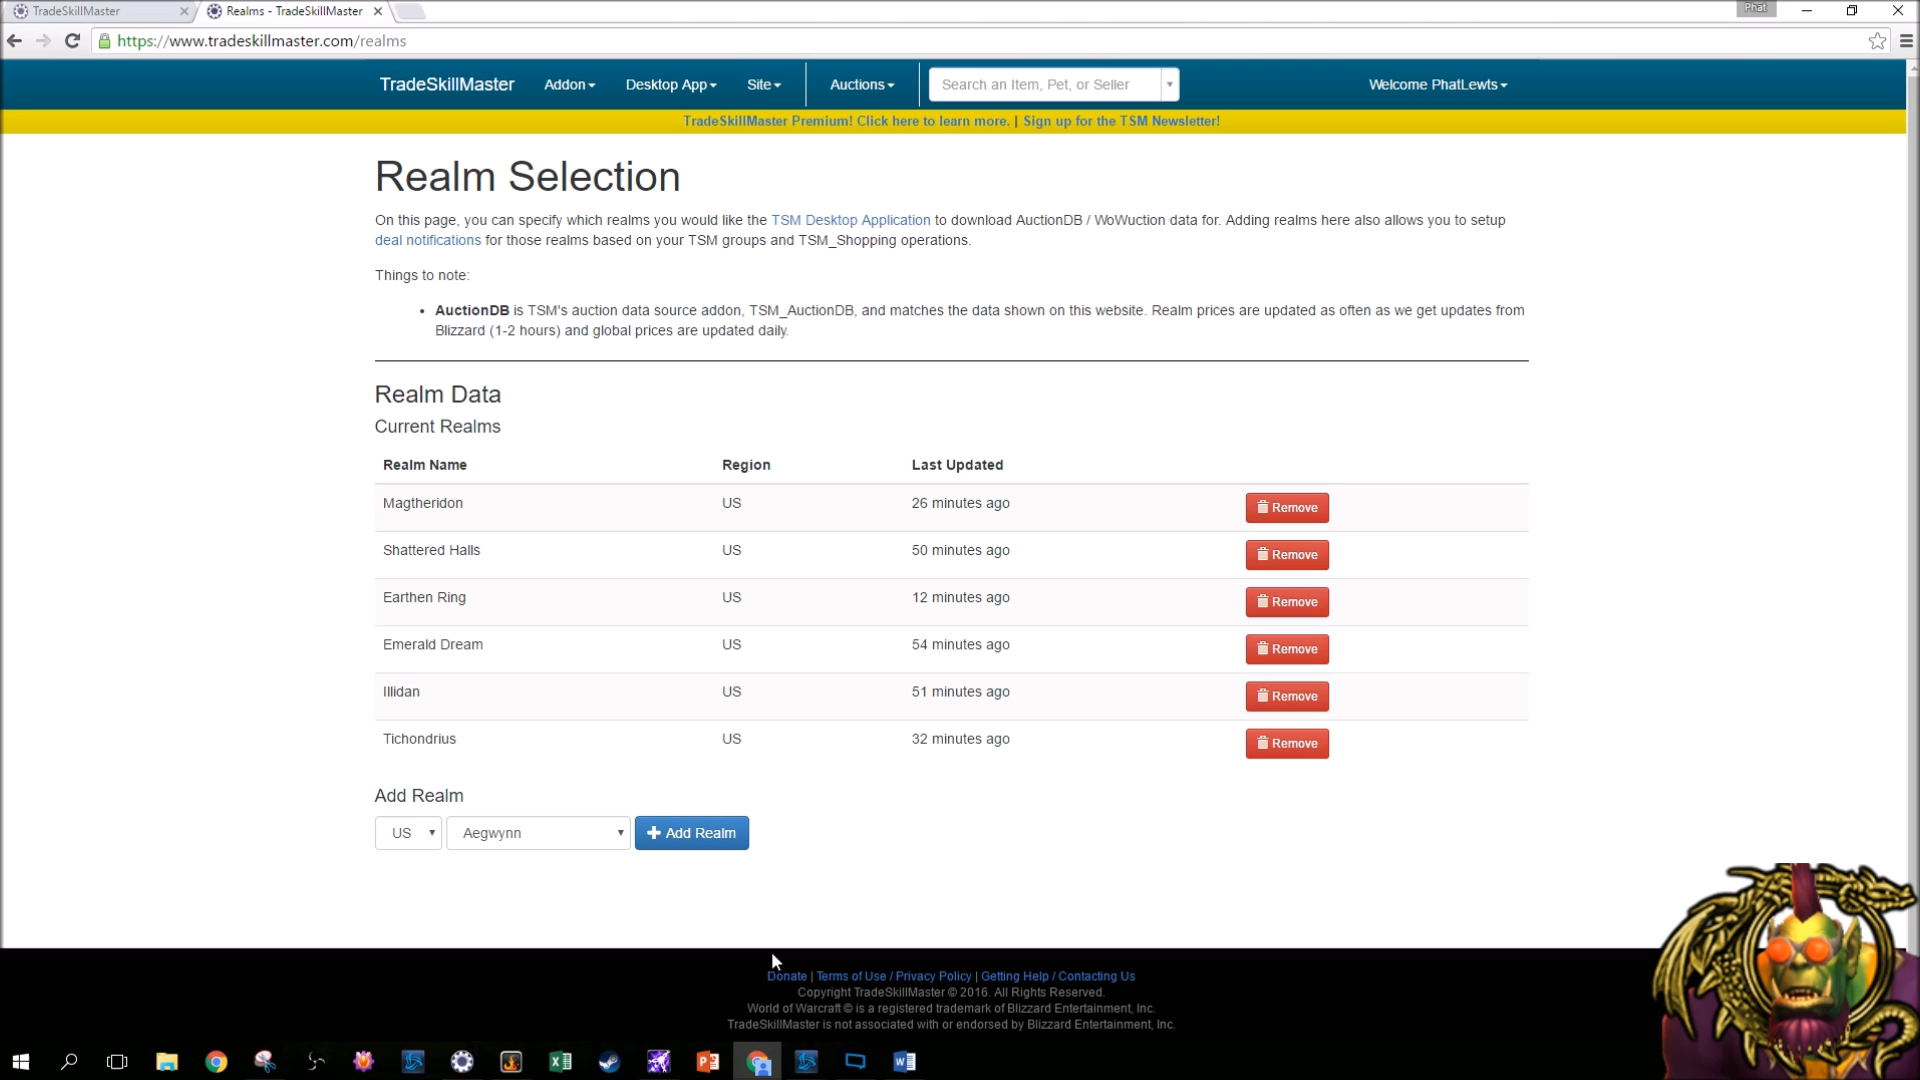 TradeSkillMaster
Realms - TradeSkillMaster
Phat
https://www.tradeskillmaster.com/realms
TradeSkillMaster Addon Desktop App Site Auctions Search an Item, Pet, or Seller Welcome PhatLewts
TradeSkillMaster Premium! Click here to learn more. | Sign up for the TSM Newsletter!
Realm Selection
On this page, you can specify which realms you would like the TSM Desktop Application to download AuctionDB / WoWuction data for. Adding realms here also allows you to setup
deal notifications for those realms based on your TSM groups and TSM_Shopping operations.
Things to note:
• AuctionDB is TSM's auction data source addon, TSM_AuctionDB, and matches the data shown on this website. Realm prices are updated as often as we get updates from
Blizzard (1-2 hours) and global prices are updated daily.
Realm Data
Current Realms
Realm Name Region Last Updated
Magtheridon US 26 minutes ago Remove
Shattered Halls US 50 minutes ago Remove
Earthen Ring US 12 minutes ago Remove
Emerald Dream US 54 minutes ago Remove
Illidan US 51 minutes ago Remove
Tichondrius US 32 minutes ago Remove
Add Realm
US Aegwynn Add Realm
Donate | Terms of Use / Privacy Policy | Getting Help / Contacting Us
Copyright TradeSkillMaster © 2016. All Rights Reserved.
World of Warcraft © is a registered trademark of Blizzard Entertainment, Inc.
TradeSkillMaster is not associated with or endorsed by Blizzard Entertainment, Inc.